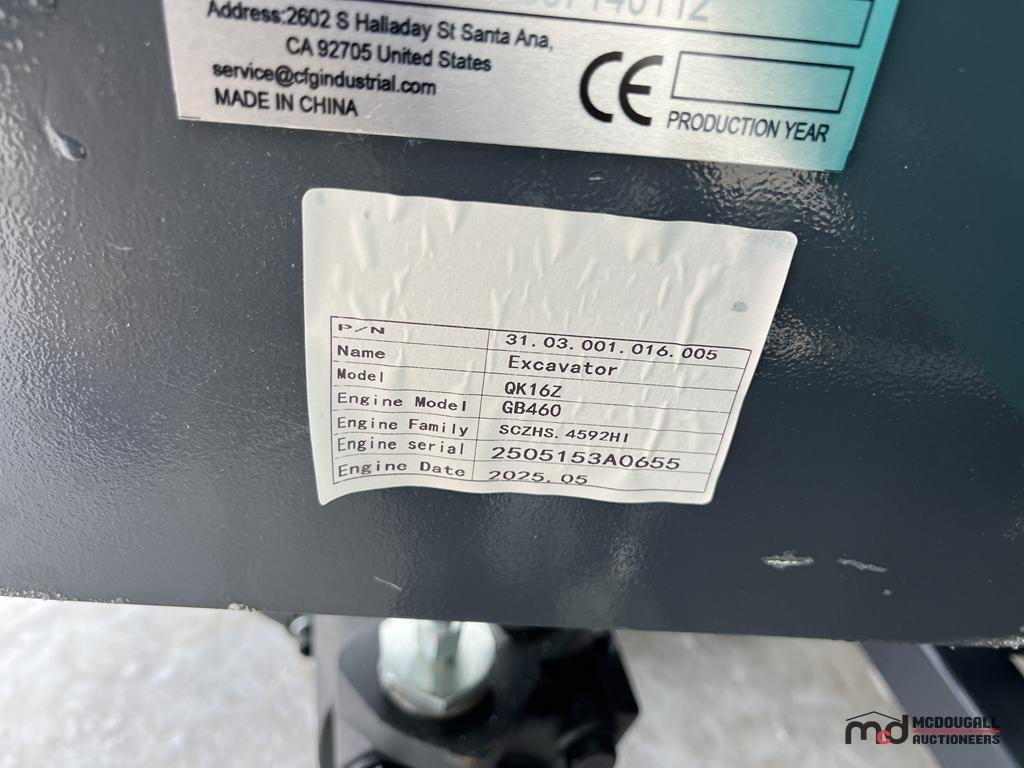 Address:2602 S Halladay St Santa Ana,
CA 92705 United States
service@cfgindustrial.com
MADE IN CHINA
CE
PRODUCTION YEAR
P/N 31.03.001.016.005
Name Excavator
Model QK16Z
Engine Model GB460
Engine Family SCZHS.4592HI
Engine serial 2505153A0655
Engine Date 2025.05
mcd MCDOUGALL
AUCTIONEERS